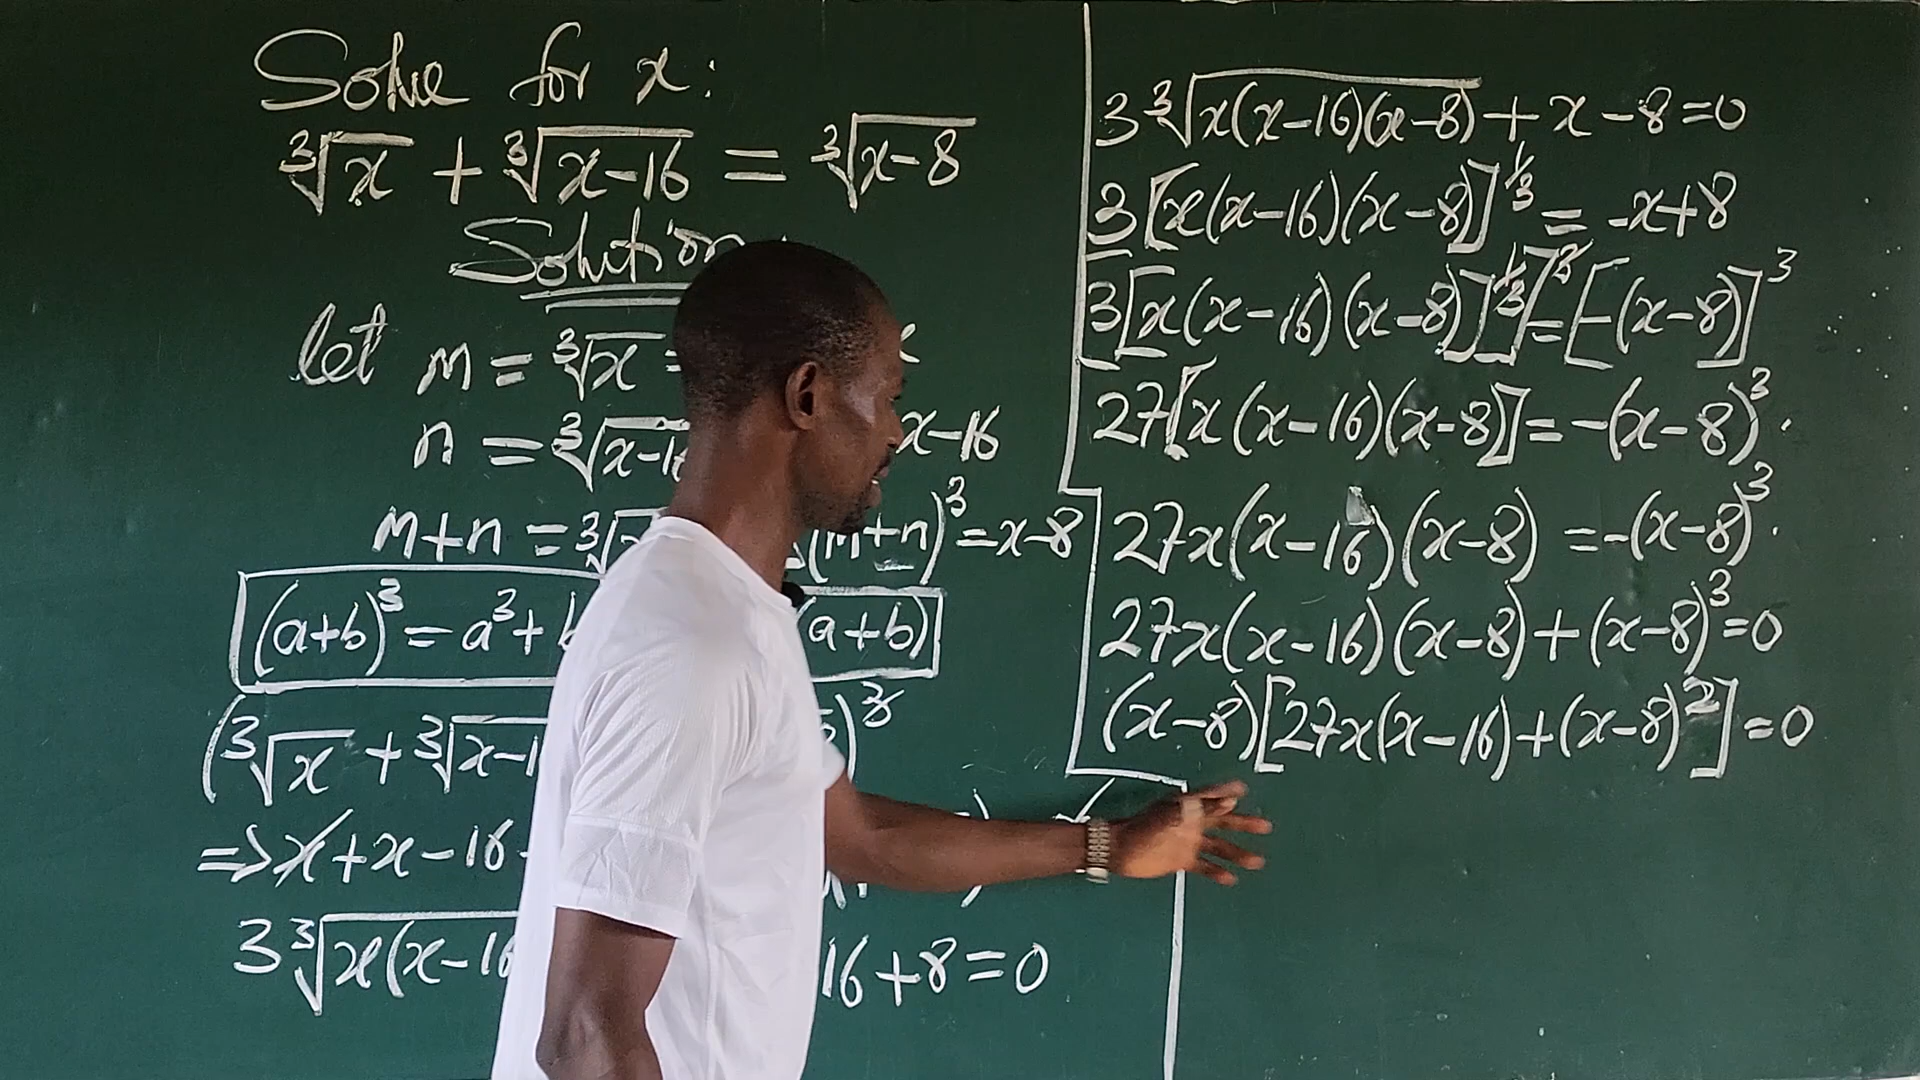 Solve for x:
∛x + ∛(x-16) = ∛(x-8)
Solution
let m = ∛x =
n = ∛(x-1 x-16
m+n = ∛ (m+n)³ = x-8
(a+b)³ = a³ + (a+b)
(∛x + ∛(x-1 )³
=> x + x - 16
3∛(x(x-16 16+8=0
3∛(x(x-16)(x-8)) + x - 8 = 0
3[x(x-16)(x-8)]^(1/3) = -x+8
[3[x(x-16)(x-8)]^(1/3)]³ = [-(x-8)]³
27[x(x-16)(x-8)] = -(x-8)³.
27x(x-16)(x-8) = -(x-8)³.
27x(x-16)(x-8) + (x-8)³ = 0
(x-8)[27x(x-16) + (x-8)²] = 0